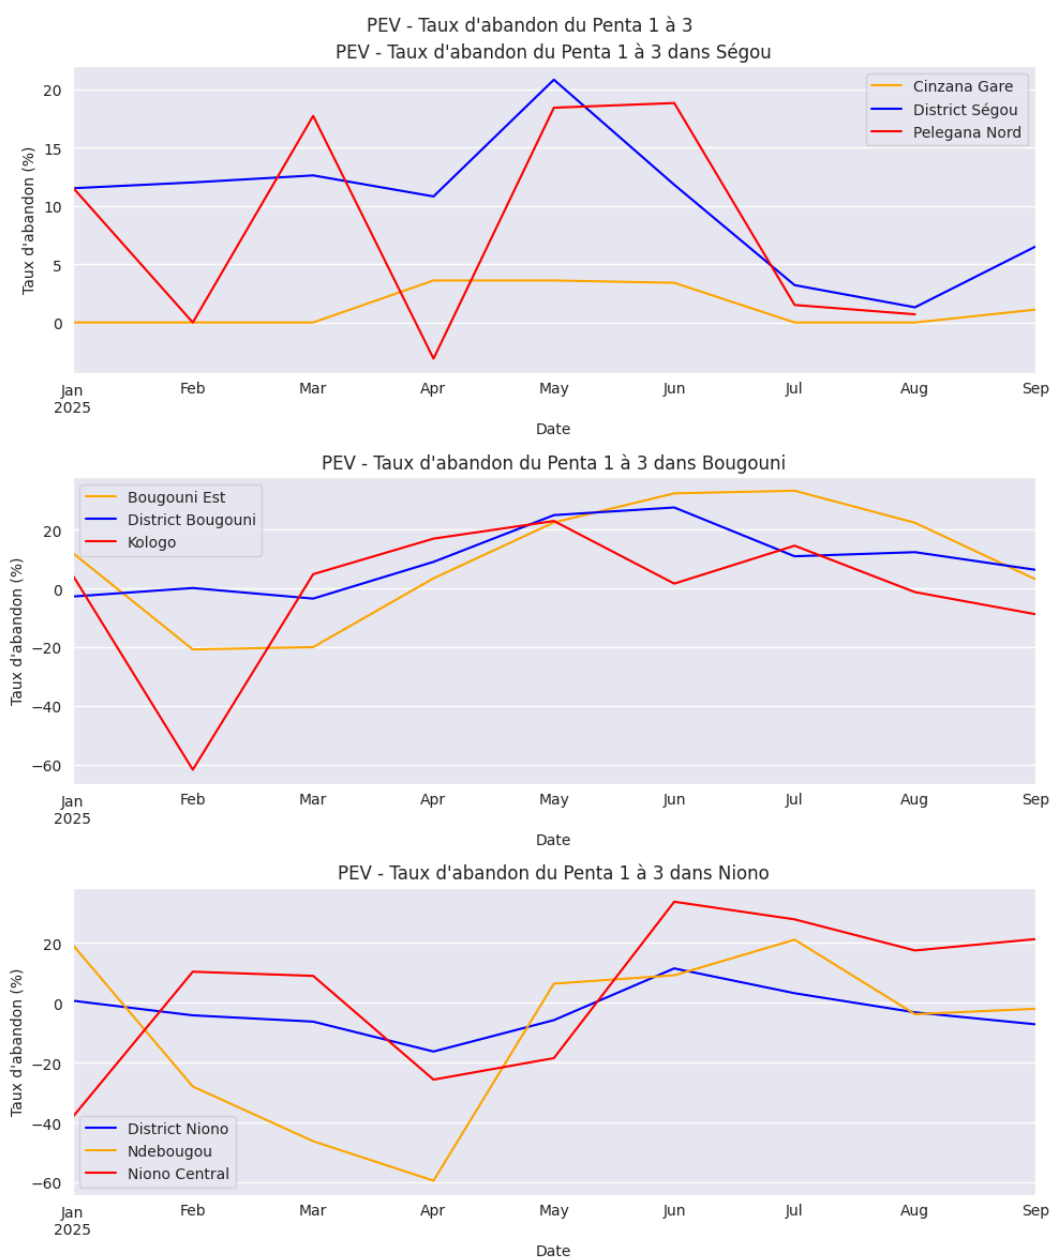 PEV - Taux d'abandon du Penta 1 à 3
PEV - Taux d'abandon du Penta 1 à 3 dans Ségou
Taux d'abandon (%)
20
15
10
5
0
Cinzana Gare
District Ségou
Pelegana Nord
Jan Feb Mar Apr May Jun Jul Aug Sep
2025
Date
PEV - Taux d'abandon du Penta 1 à 3 dans Bougouni
Taux d'abandon (%)
20
0
−20
−40
−60
Bougouni Est
District Bougouni
Kologo
Jan Feb Mar Apr May Jun Jul Aug Sep
2025
Date
PEV - Taux d'abandon du Penta 1 à 3 dans Niono
Taux d'abandon (%)
20
0
−20
−40
−60
District Niono
Ndebougou
Niono Central
Jan Feb Mar Apr May Jun Jul Aug Sep
2025
Date